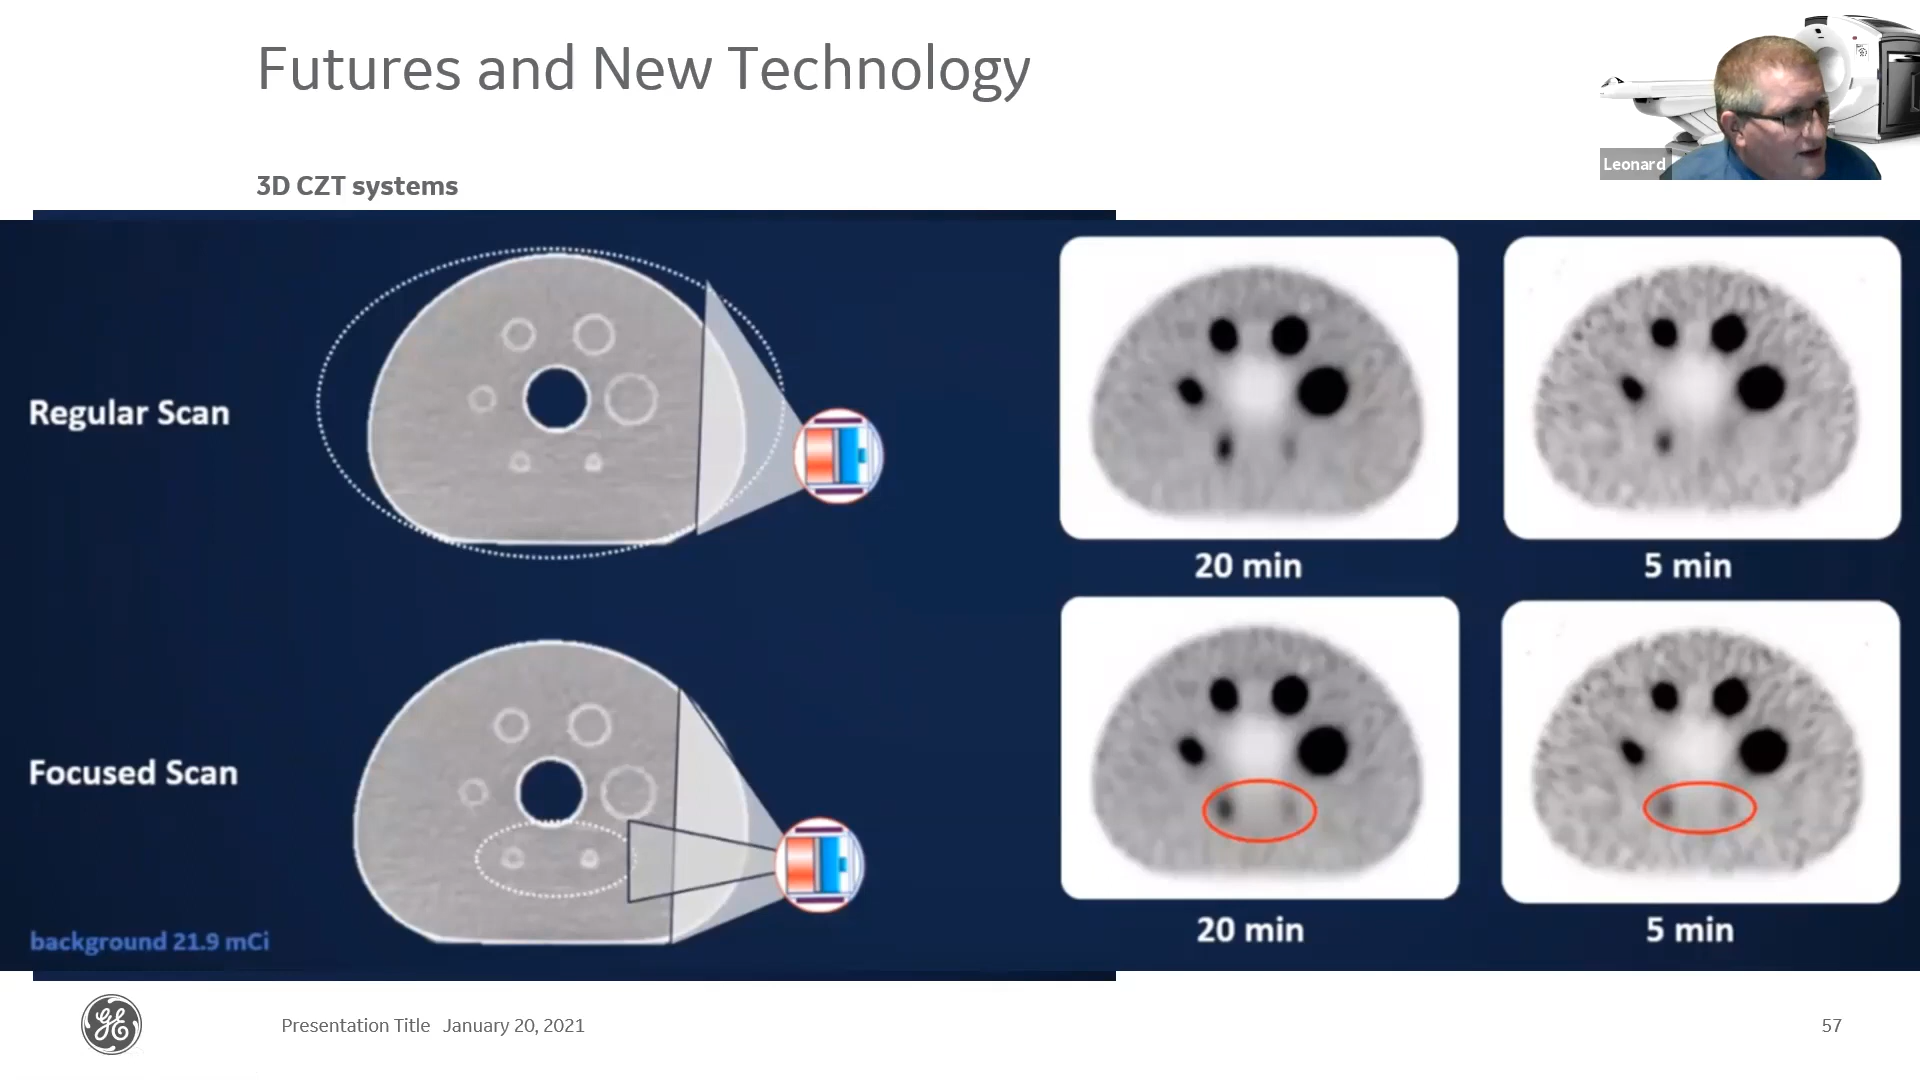 Futures and New Technology
Leonard
3D CZT systems
Regular Scan
20 min
5 min
Focused Scan
background 21.9 mCi
20 min
5 min
GE
Presentation Title January 20, 2021
57